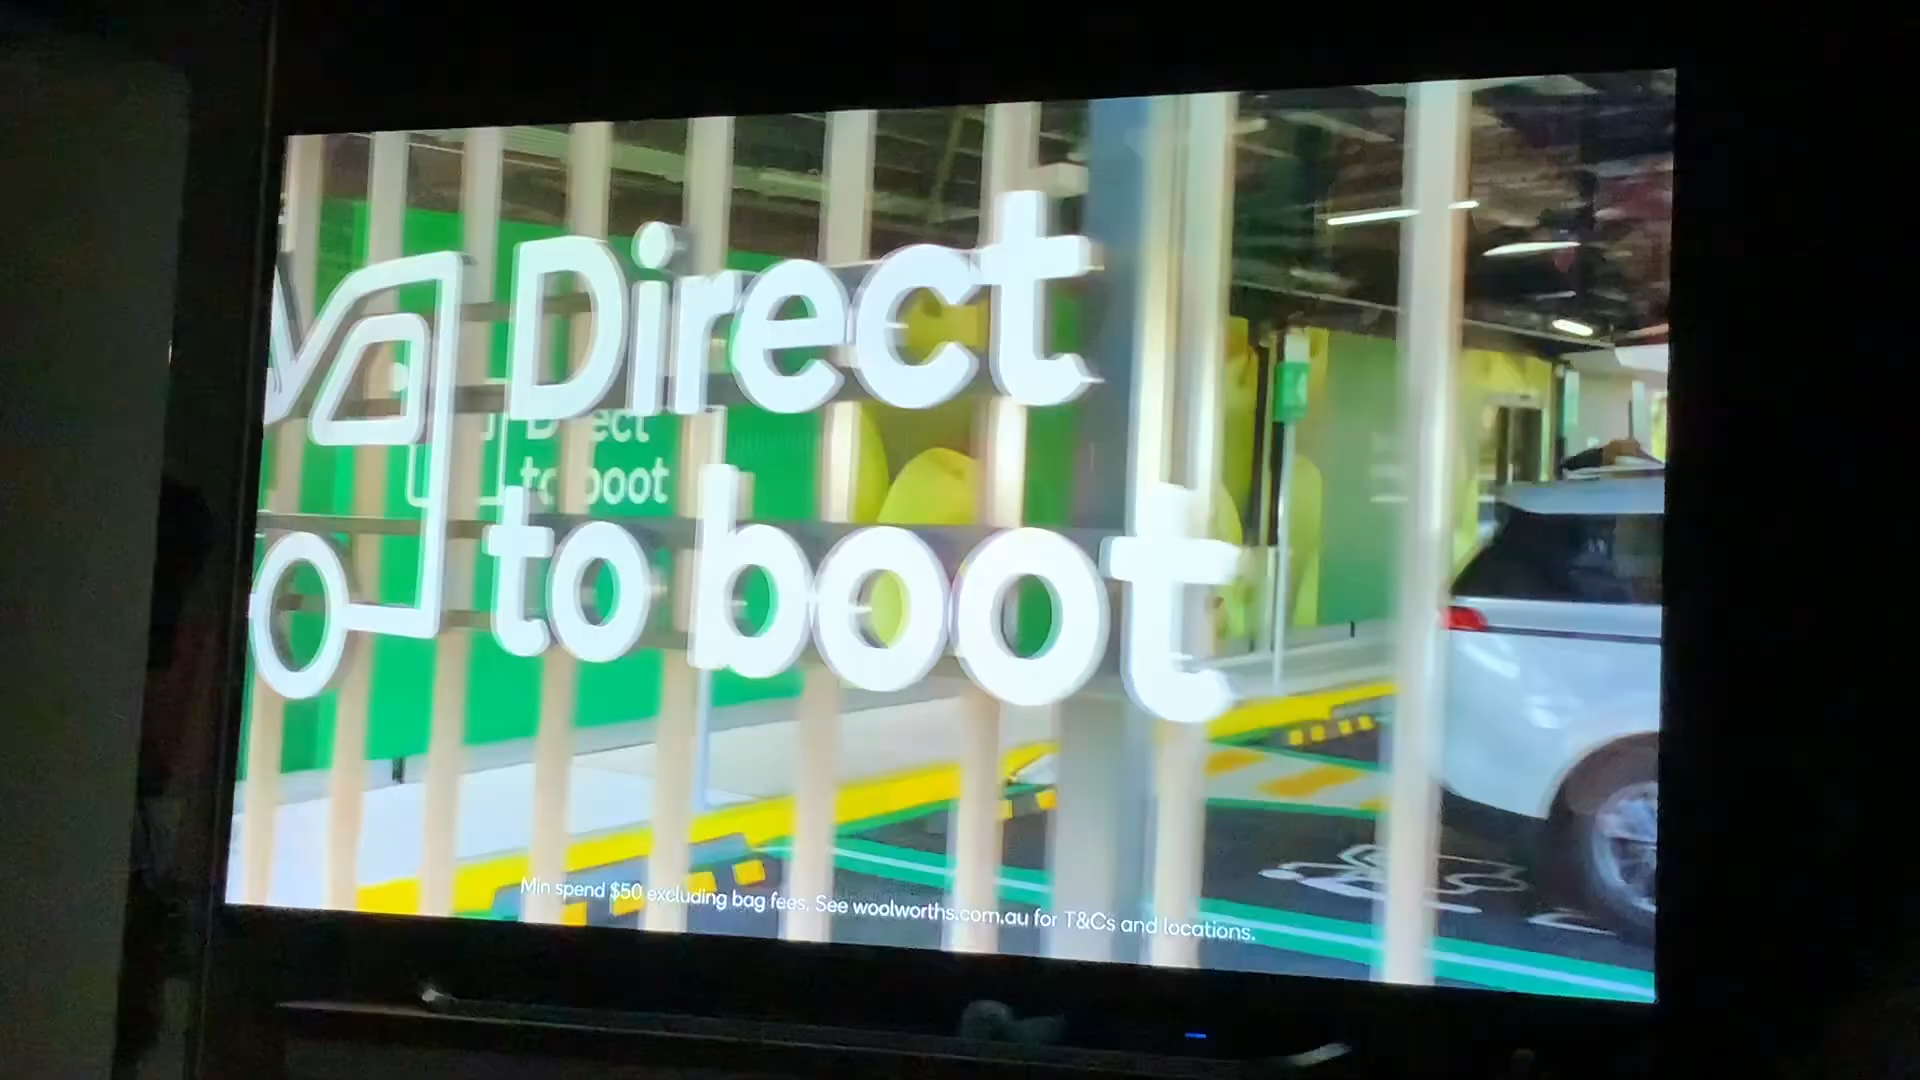 Direct
to boot
Direct
to boot
Min spend $50 excluding bag fees. See woolworths.com.au for T&Cs and locations.